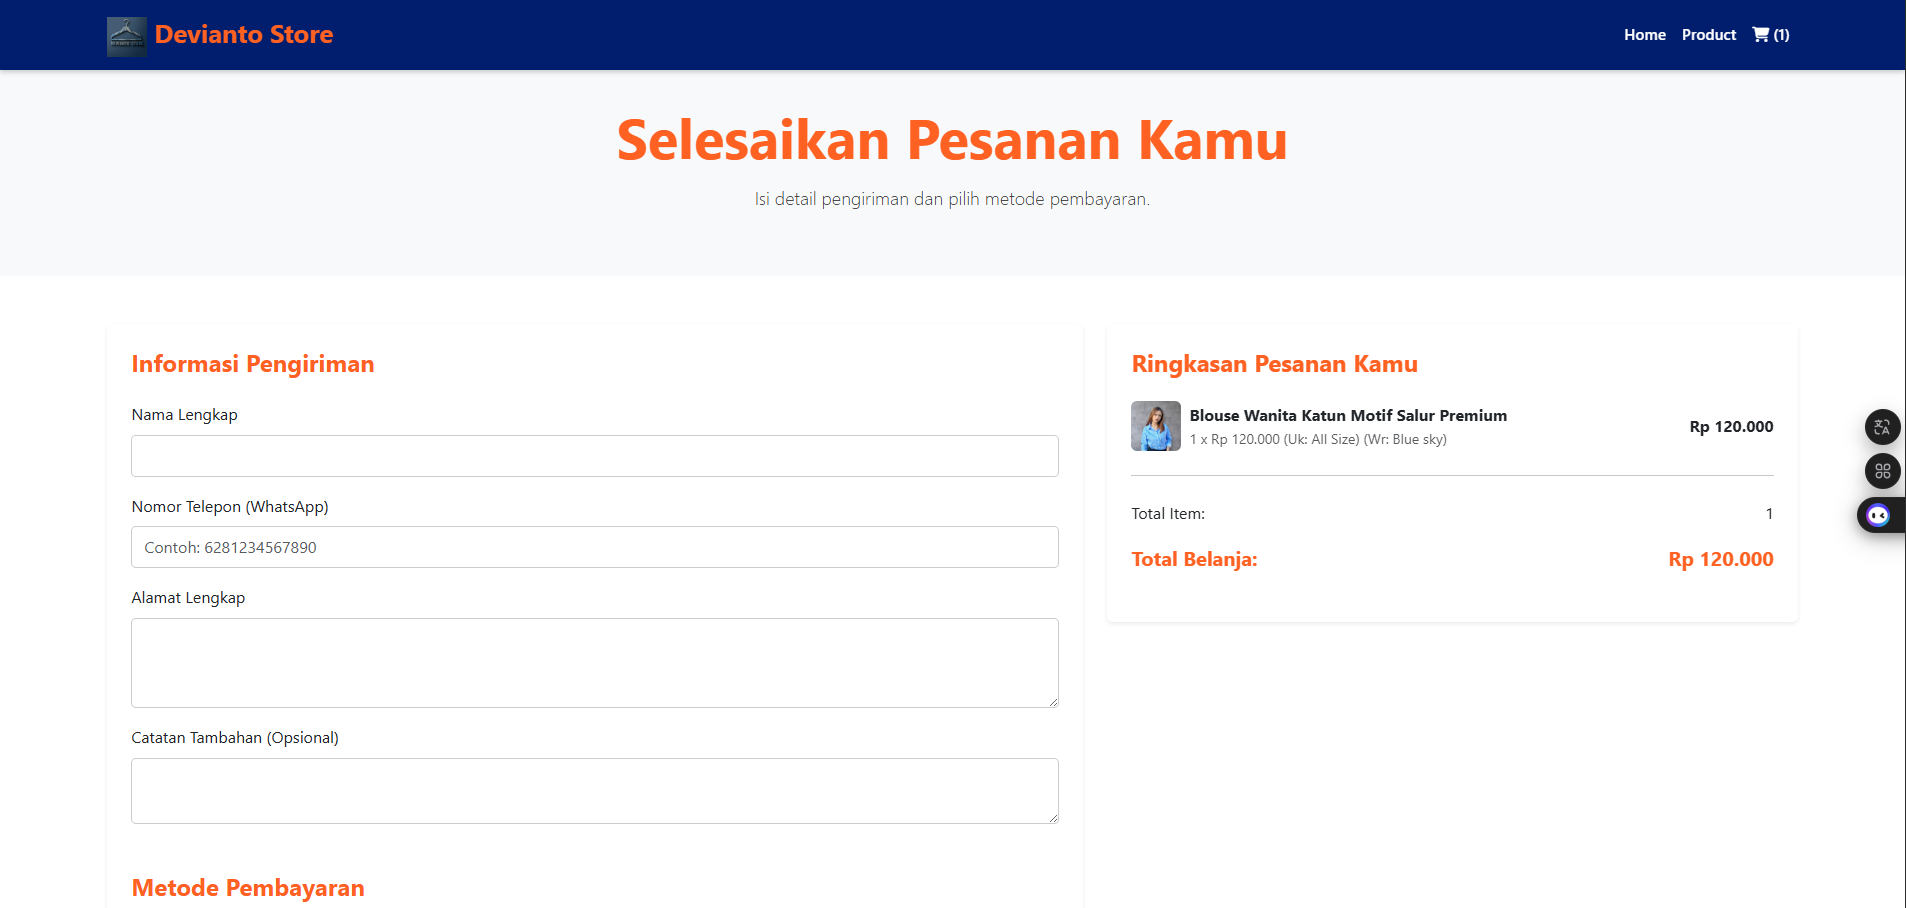 Devianto Store
Home Product (1)
Selesaikan Pesanan Kamu
Isi detail pengiriman dan pilih metode pembayaran.
Informasi Pengiriman
Nama Lengkap
Nomor Telepon (WhatsApp)
Contoh: 6281234567890
Alamat Lengkap
Catatan Tambahan (Opsional)
Metode Pembayaran
Ringkasan Pesanan Kamu
Blouse Wanita Katun Motif Salur Premium
1 x Rp 120.000 (Uk: All Size) (Wr: Blue sky)
Rp 120.000
Total Item: 1
Total Belanja: Rp 120.000